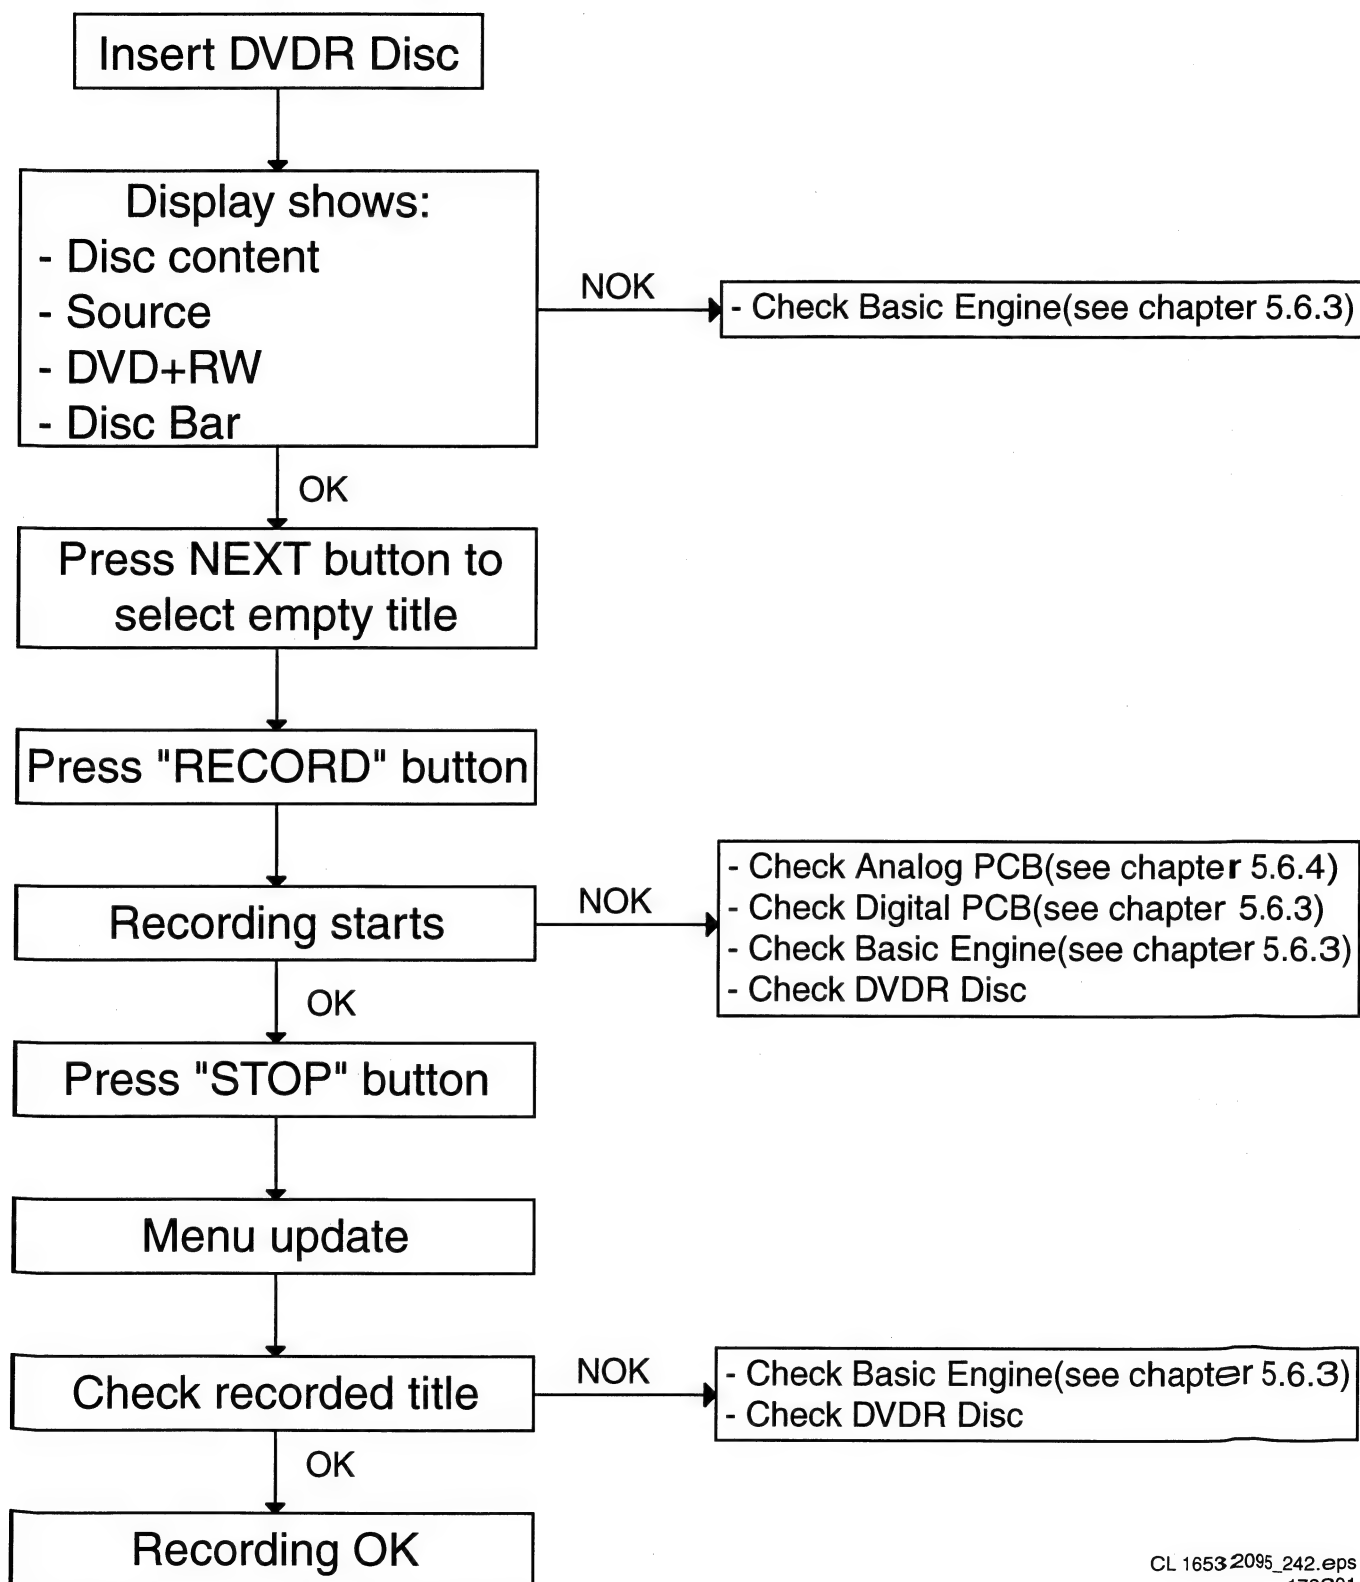 Insert DVDR Disc
Display shows:
- Disc content
- Source
- DVD+RW
- Disc Bar
NOK
- Check Basic Engine(see chapter 5.6.3)
OK
Press NEXT button to
select empty title
Press "RECORD" button
Recording starts
NOK
- Check Analog PCB(see chapter 5.6.4)
- Check Digital PCB(see chapter 5.6.3)
- Check Basic Engine(see chapter 5.6.3)
- Check DVDR Disc
OK
Press "STOP" button
Menu update
Check recorded title
NOK
- Check Basic Engine(see chapter 5.6.3)
- Check DVDR Disc
OK
Recording OK
CL 16532095_242.eps